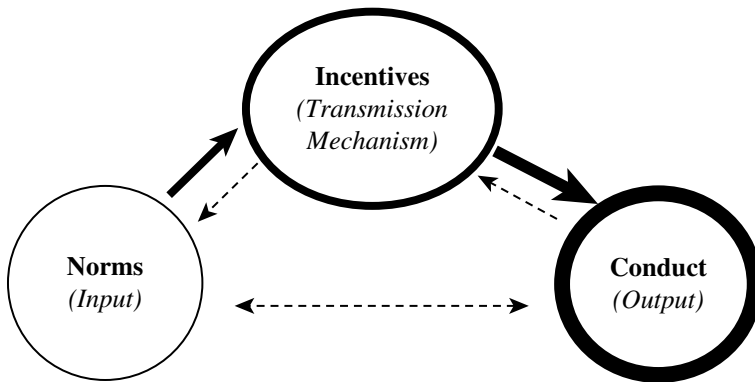 Incentives
(Transmission
Mechanism)
Norms
(Input)
Conduct
(Output)